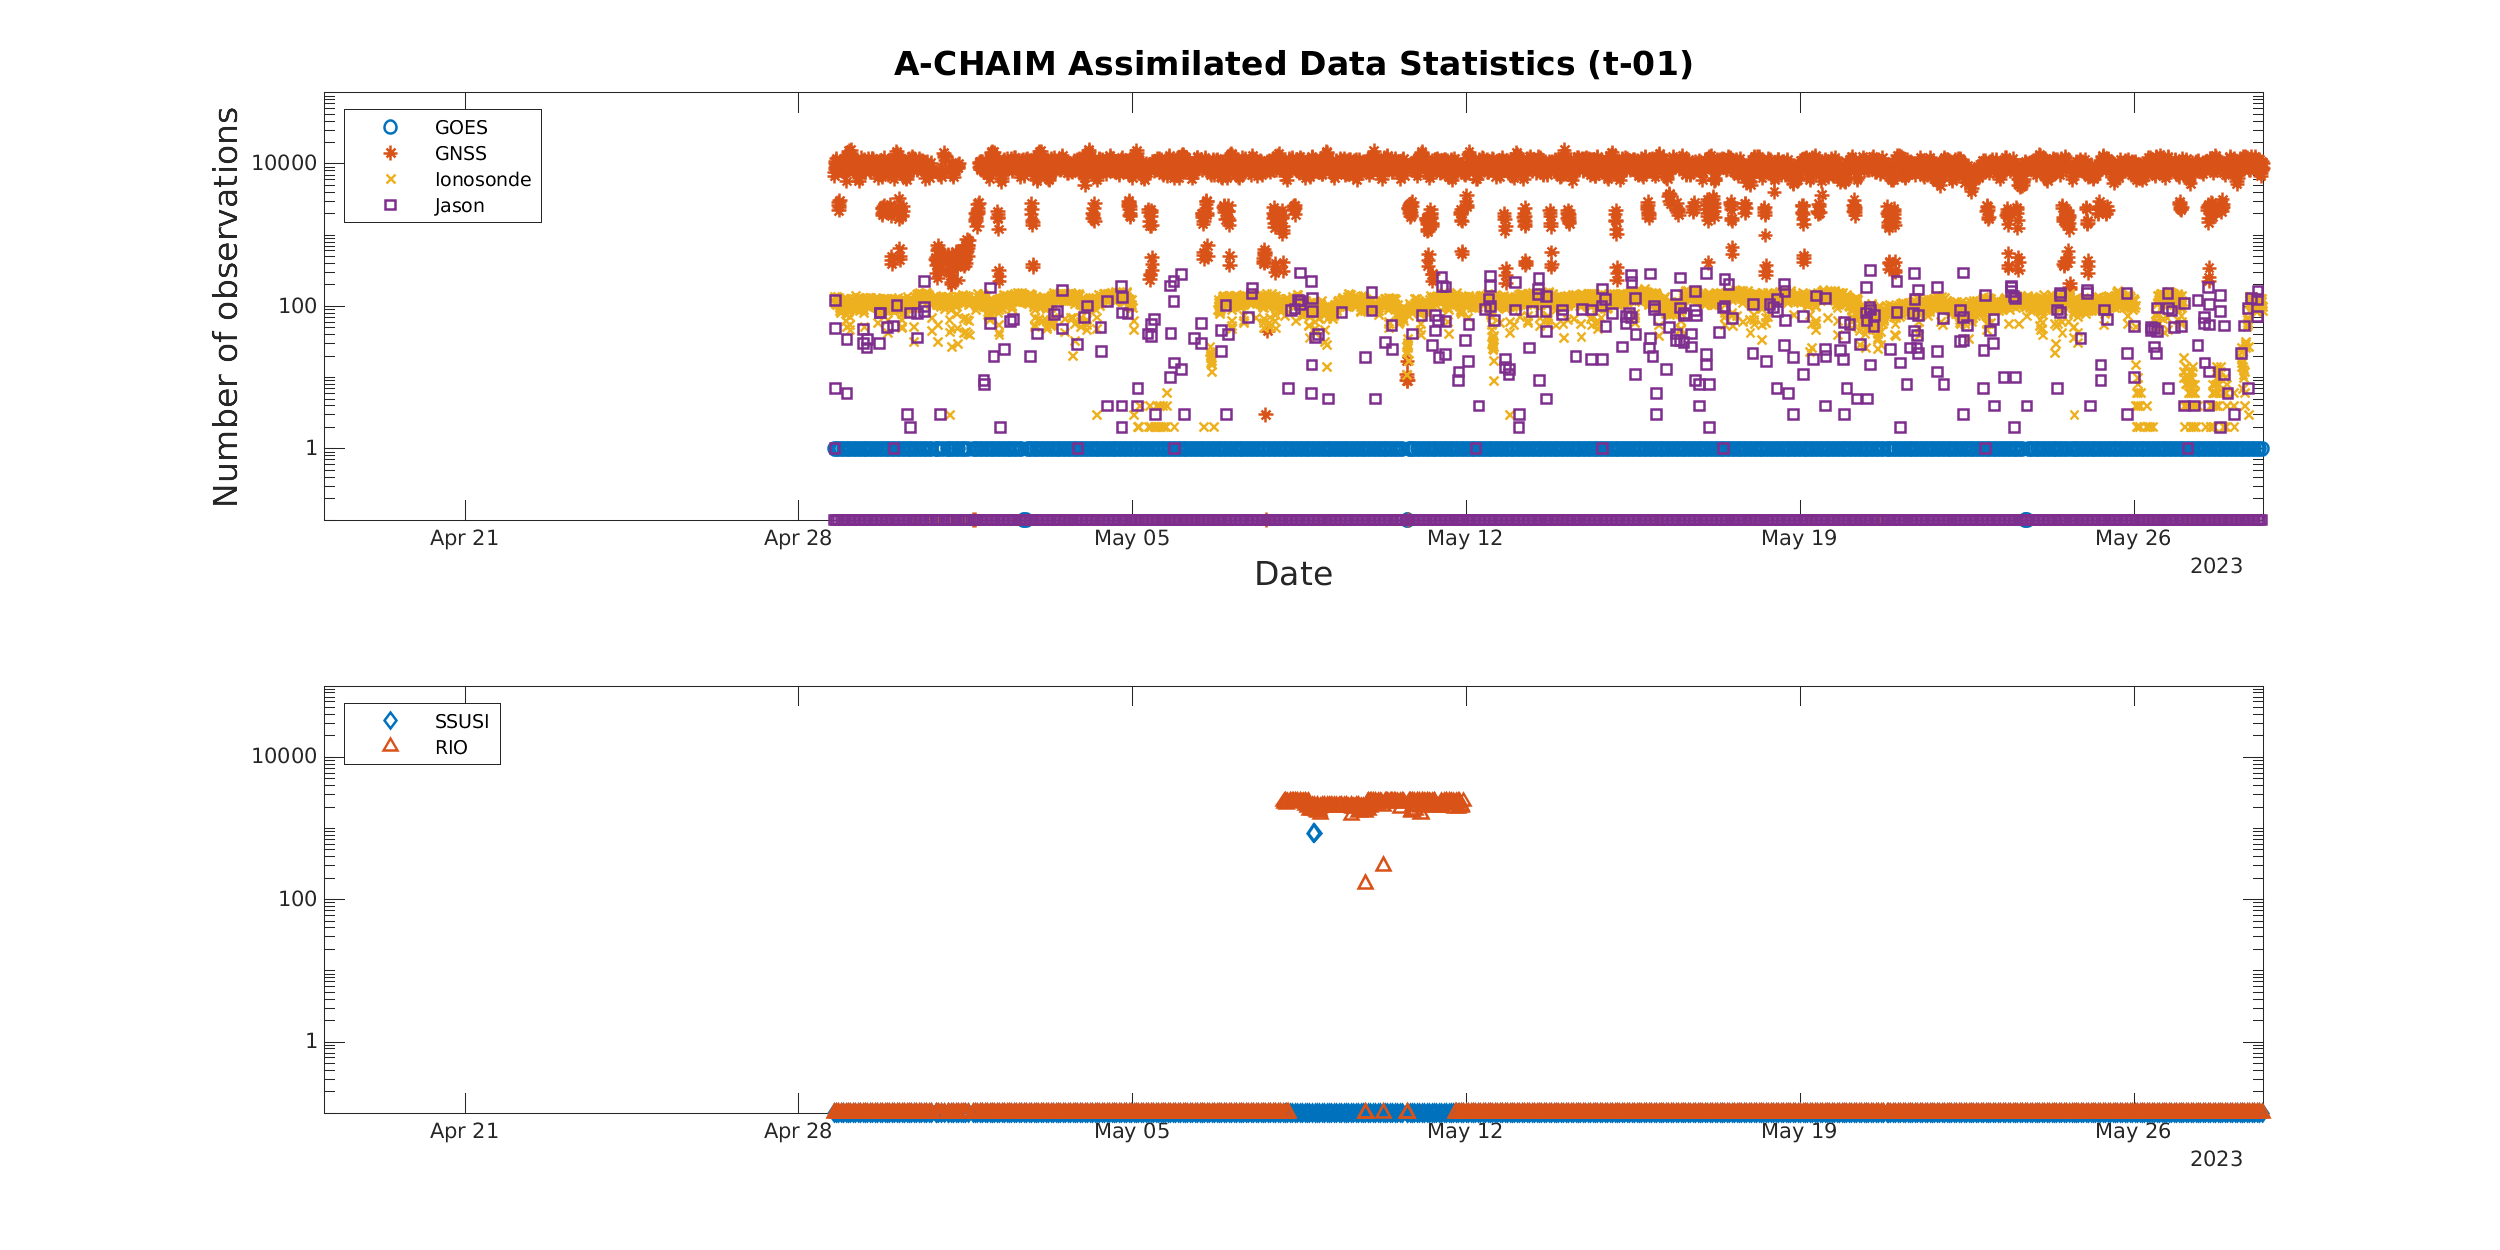 A-CHAIM Assimilated Data Statistics (t-01)
Number of observations
10000
100
1
GOES
GNSS
Ionosonde
Jason
Apr 21
Apr 28
May 05
May 12
May 19
May 26
2023
Date
10000
100
1
SSUSI
RIO
Apr 21
Apr 28
May 05
May 12
May 19
May 26
2023